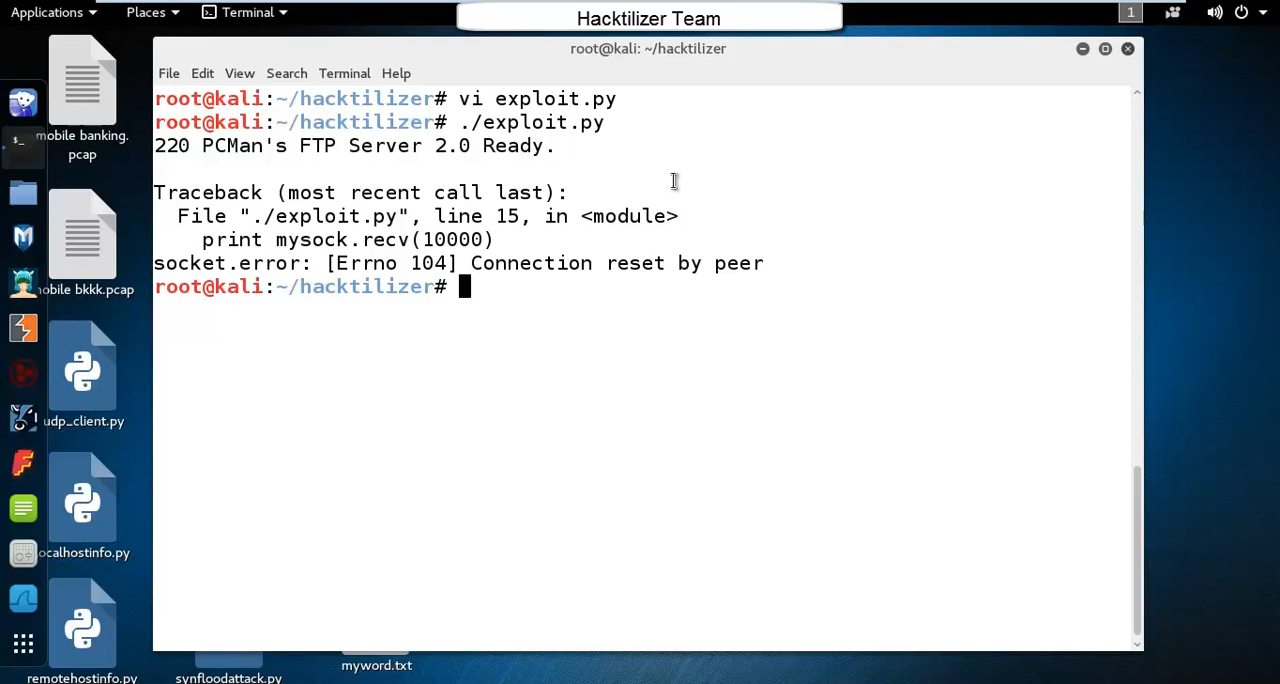 Applications Places Terminal
Hacktilizer Team
1
root@kali: ~/hacktilizer
File Edit View Search Terminal Help
root@kali:~/hacktilizer# vi exploit.py
root@kali:~/hacktilizer# ./exploit.py
220 PCMan's FTP Server 2.0 Ready.
Traceback (most recent call last):
File "./exploit.py", line 15, in <module>
print mysock.recv(10000)
socket.error: [Errno 104] Connection reset by peer
root@kali:~/hacktilizer#
mobile banking.
pcap
obile bkkk.pcap
udp_client.py
ocalhostinfo.py
remotehostinfo.py
synfloodattack.py
myword.txt